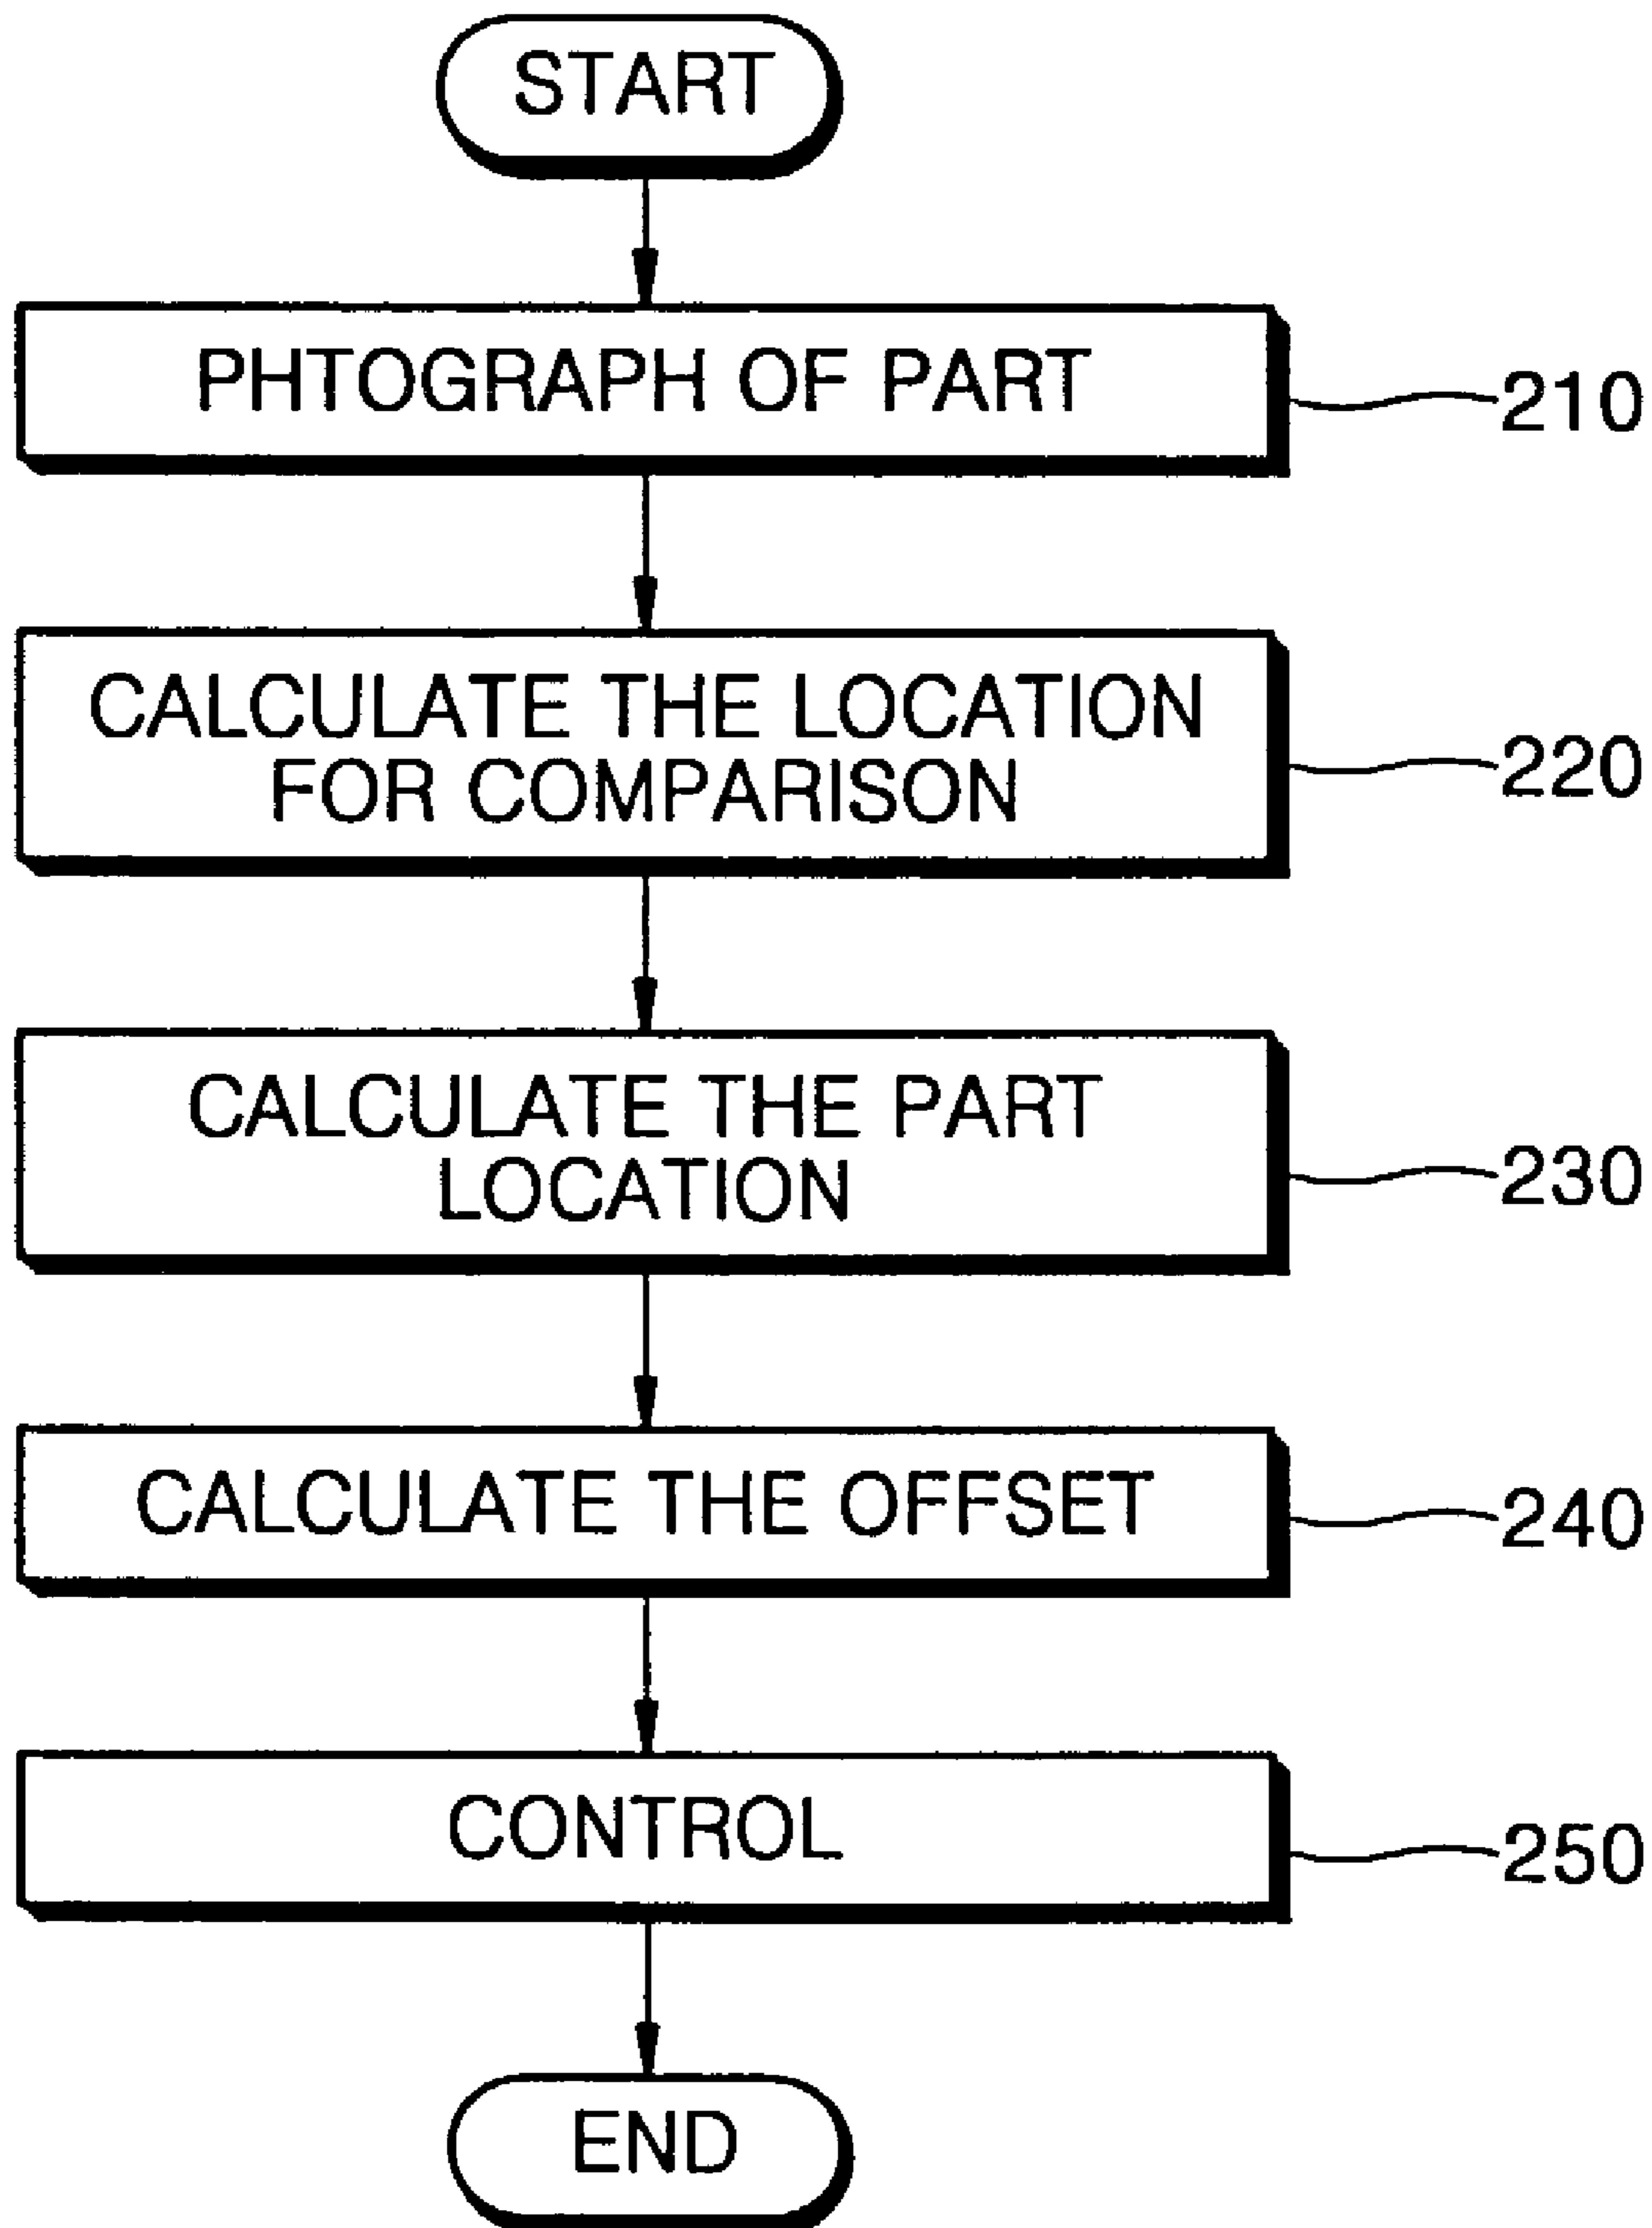 START
PHTOGRAPH OF PART
210
CALCULATE THE LOCATION
FOR COMPARISON
220
CALCULATE THE PART
LOCATION
230
CALCULATE THE OFFSET
240
CONTROL
250
END